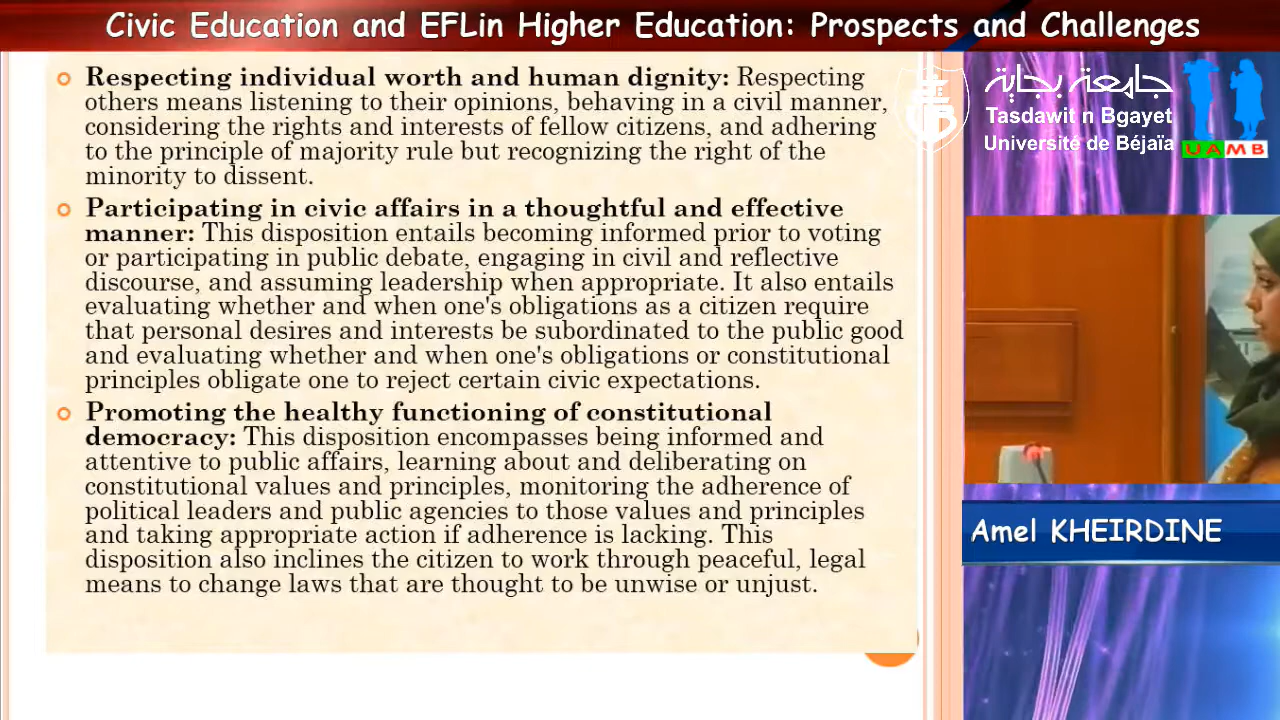 Civic Education and EFLin Higher Education: Prospects and Challenges
Respecting individual worth and human dignity: Respecting
others means listening to their opinions, behaving in a civil manner,
considering the rights and interests of fellow citizens, and adhering
to the principle of majority rule but recognizing the right of the
minority to dissent.
Participating in civic affairs in a thoughtful and effective
manner: This disposition entails becoming informed prior to voting
or participating in public debate, engaging in civil and reflective
discourse, and assuming leadership when appropriate. It also entails
evaluating whether and when one's obligations as a citizen require
that personal desires and interests be subordinated to the public good
and evaluating whether and when one's obligations or constitutional
principles obligate one to reject certain civic expectations.
Promoting the healthy functioning of constitutional
democracy: This disposition encompasses being informed and
attentive to public affairs, learning about and deliberating on
constitutional values and principles, monitoring the adherence of
political leaders and public agencies to those values and principles
and taking appropriate action if adherence is lacking. This
disposition also inclines the citizen to work through peaceful, legal
means to change laws that are thought to be unwise or unjust.
جامعة بجاية
Tasdawit n Bgayet
Université de Béjaïa
UAMB
Amel KHEIRDINE